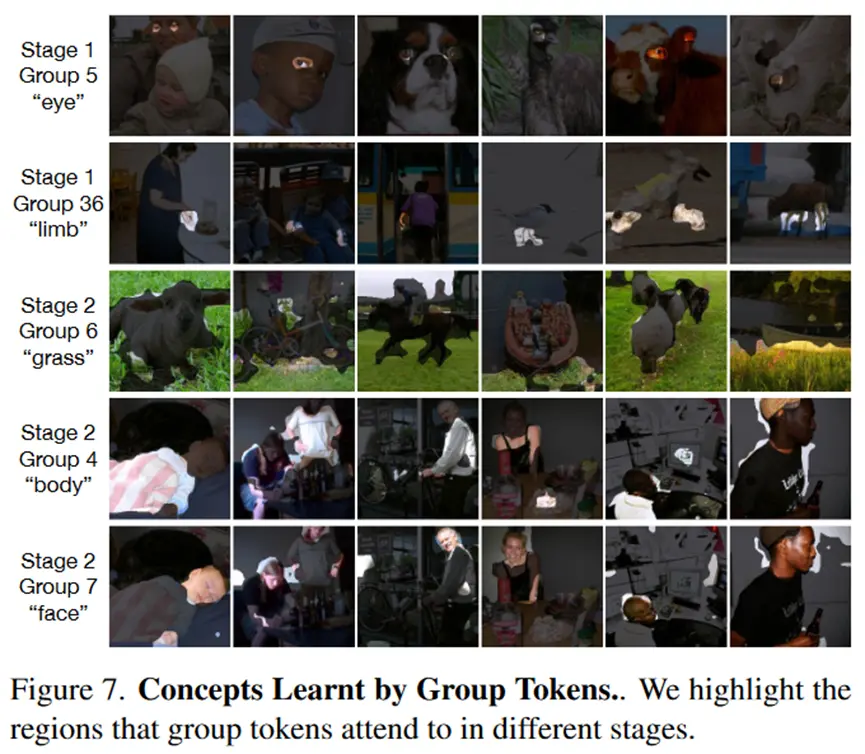 Stage 1
Group 5
“eye”
Stage 1
Group 36
“limb”
Stage 2
Group 6
“grass”
Stage 2
Group 4
“body”
Stage 2
Group 7
“face”
Figure 7. Concepts Learnt by Group Tokens.. We highlight the
regions that group tokens attend to in different stages.